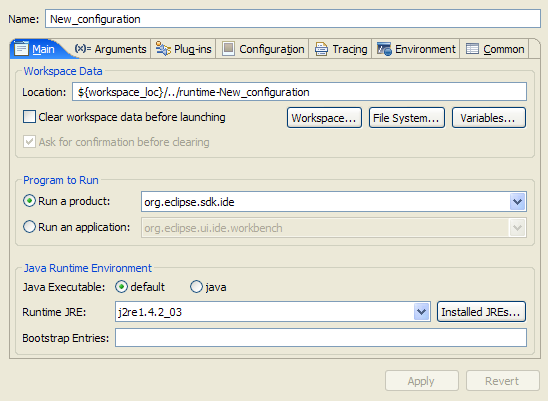 Name: New_configuration
Main (x)= Arguments Plug-ins Configuration Tracing Environment Common
Workspace Data
Location: ${workspace_loc}/../runtime-New_configuration
Clear workspace data before launching Workspace... File System... Variables...
Ask for confirmation before clearing
Program to Run
Run a product: org.eclipse.sdk.ide
Run an application: org.eclipse.ui.ide.workbench
Java Runtime Environment
Java Executable: default java
Runtime JRE: j2re1.4.2_03 Installed JREs...
Bootstrap Entries:
Apply Revert